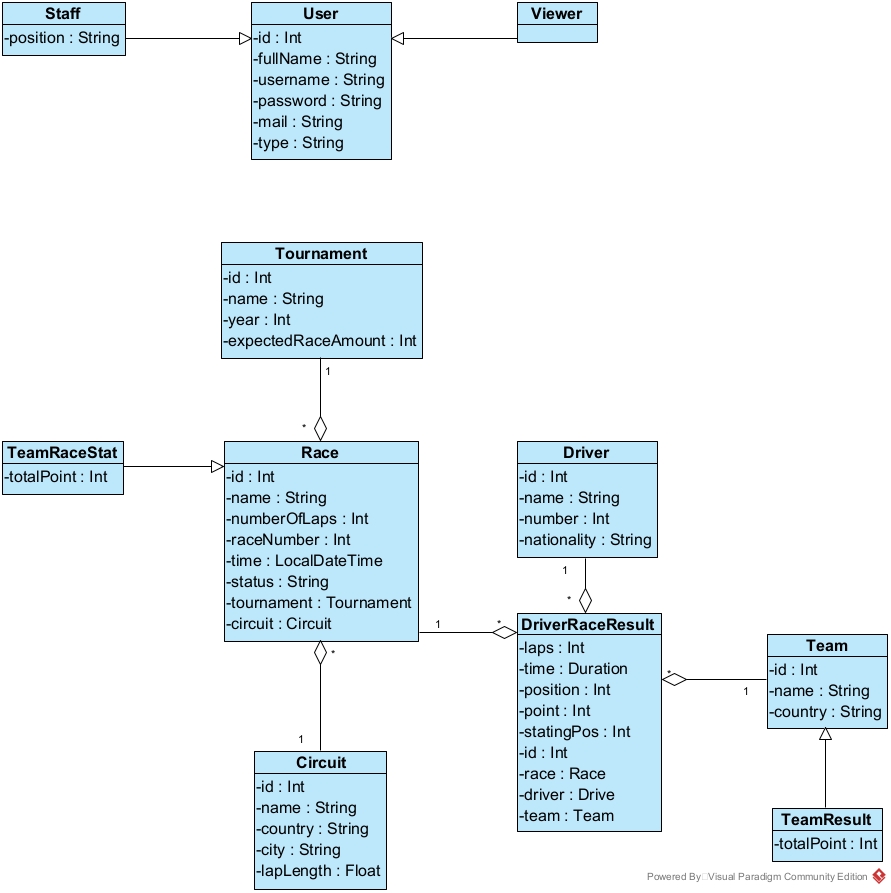 Staff
-position : String
User
-id : Int
-fullName : String
-username : String
-password : String
-mail : String
-type : String
Viewer
Tournament
-id : Int
-name : String
-year : Int
-expectedRaceAmount : Int
1
*
TeamRaceStat
-totalPoint : Int
Race
-id : Int
-name : String
-numberOfLaps : Int
-raceNumber : Int
-time : LocalDateTime
-status : String
-tournament : Tournament
-circuit : Circuit
Driver
-id : Int
-name : String
-number : Int
-nationality : String
1
*
1
*
DriverRaceResult
-laps : Int
-time : Duration
-position : Int
-point : Int
-statingPos : Int
-id : Int
-race : Race
-driver : Drive
-team : Team
*
1
Team
-id : Int
-name : String
-country : String
*
1
Circuit
-id : Int
-name : String
-country : String
-city : String
-lapLength : Float
TeamResult
-totalPoint : Int
Powered By Visual Paradigm Community Edition